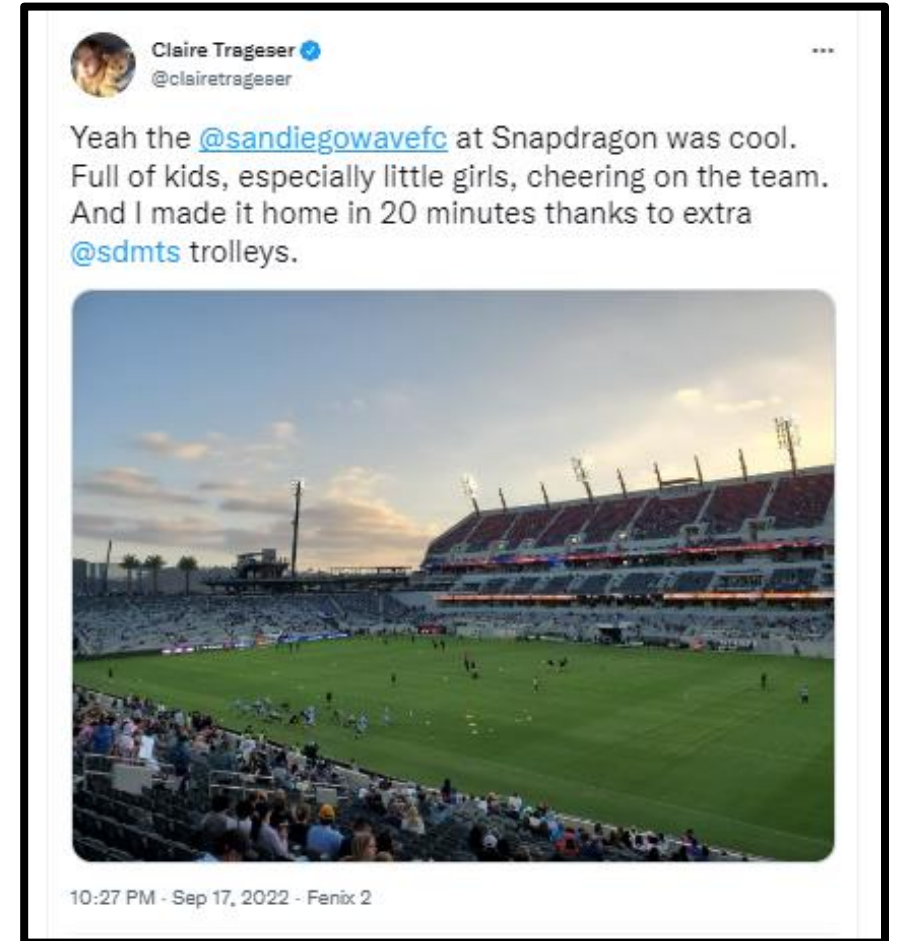 Claire Trageser
@clairetrageser
Yeah the @sandiegowavefc at Snapdragon was cool.
Full of kids, especially little girls, cheering on the team.
And I made it home in 20 minutes thanks to extra
@sdmts trolleys.
10:27 PM · Sep 17, 2022 · Fenix 2